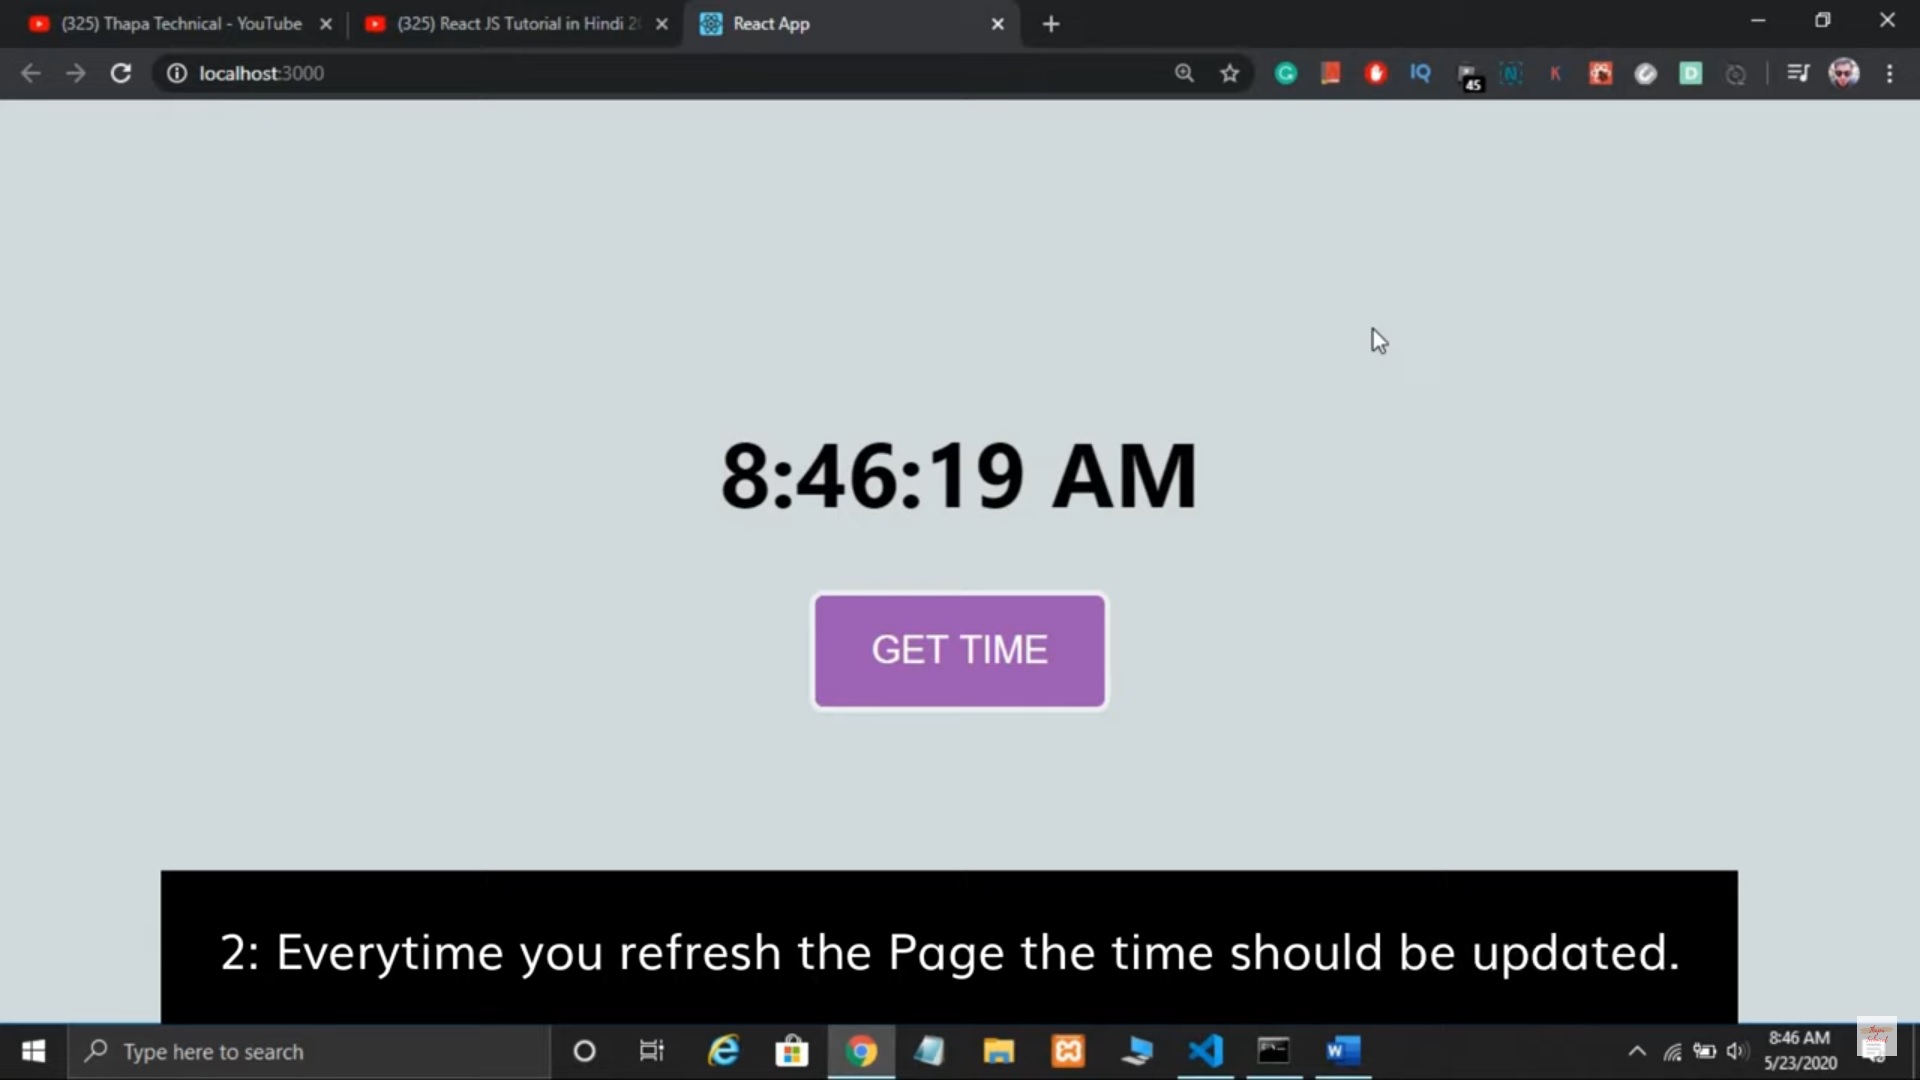 (325) Thapa Technical - YouTube
(325) React JS Tutorial in Hindi 2
React App
localhost:3000
IQ
45
N
K
D
8:46:19 AM
GET TIME
2: Everytime you refresh the Page the time should be updated.
Type here to search
8:46 AM
5/23/2020